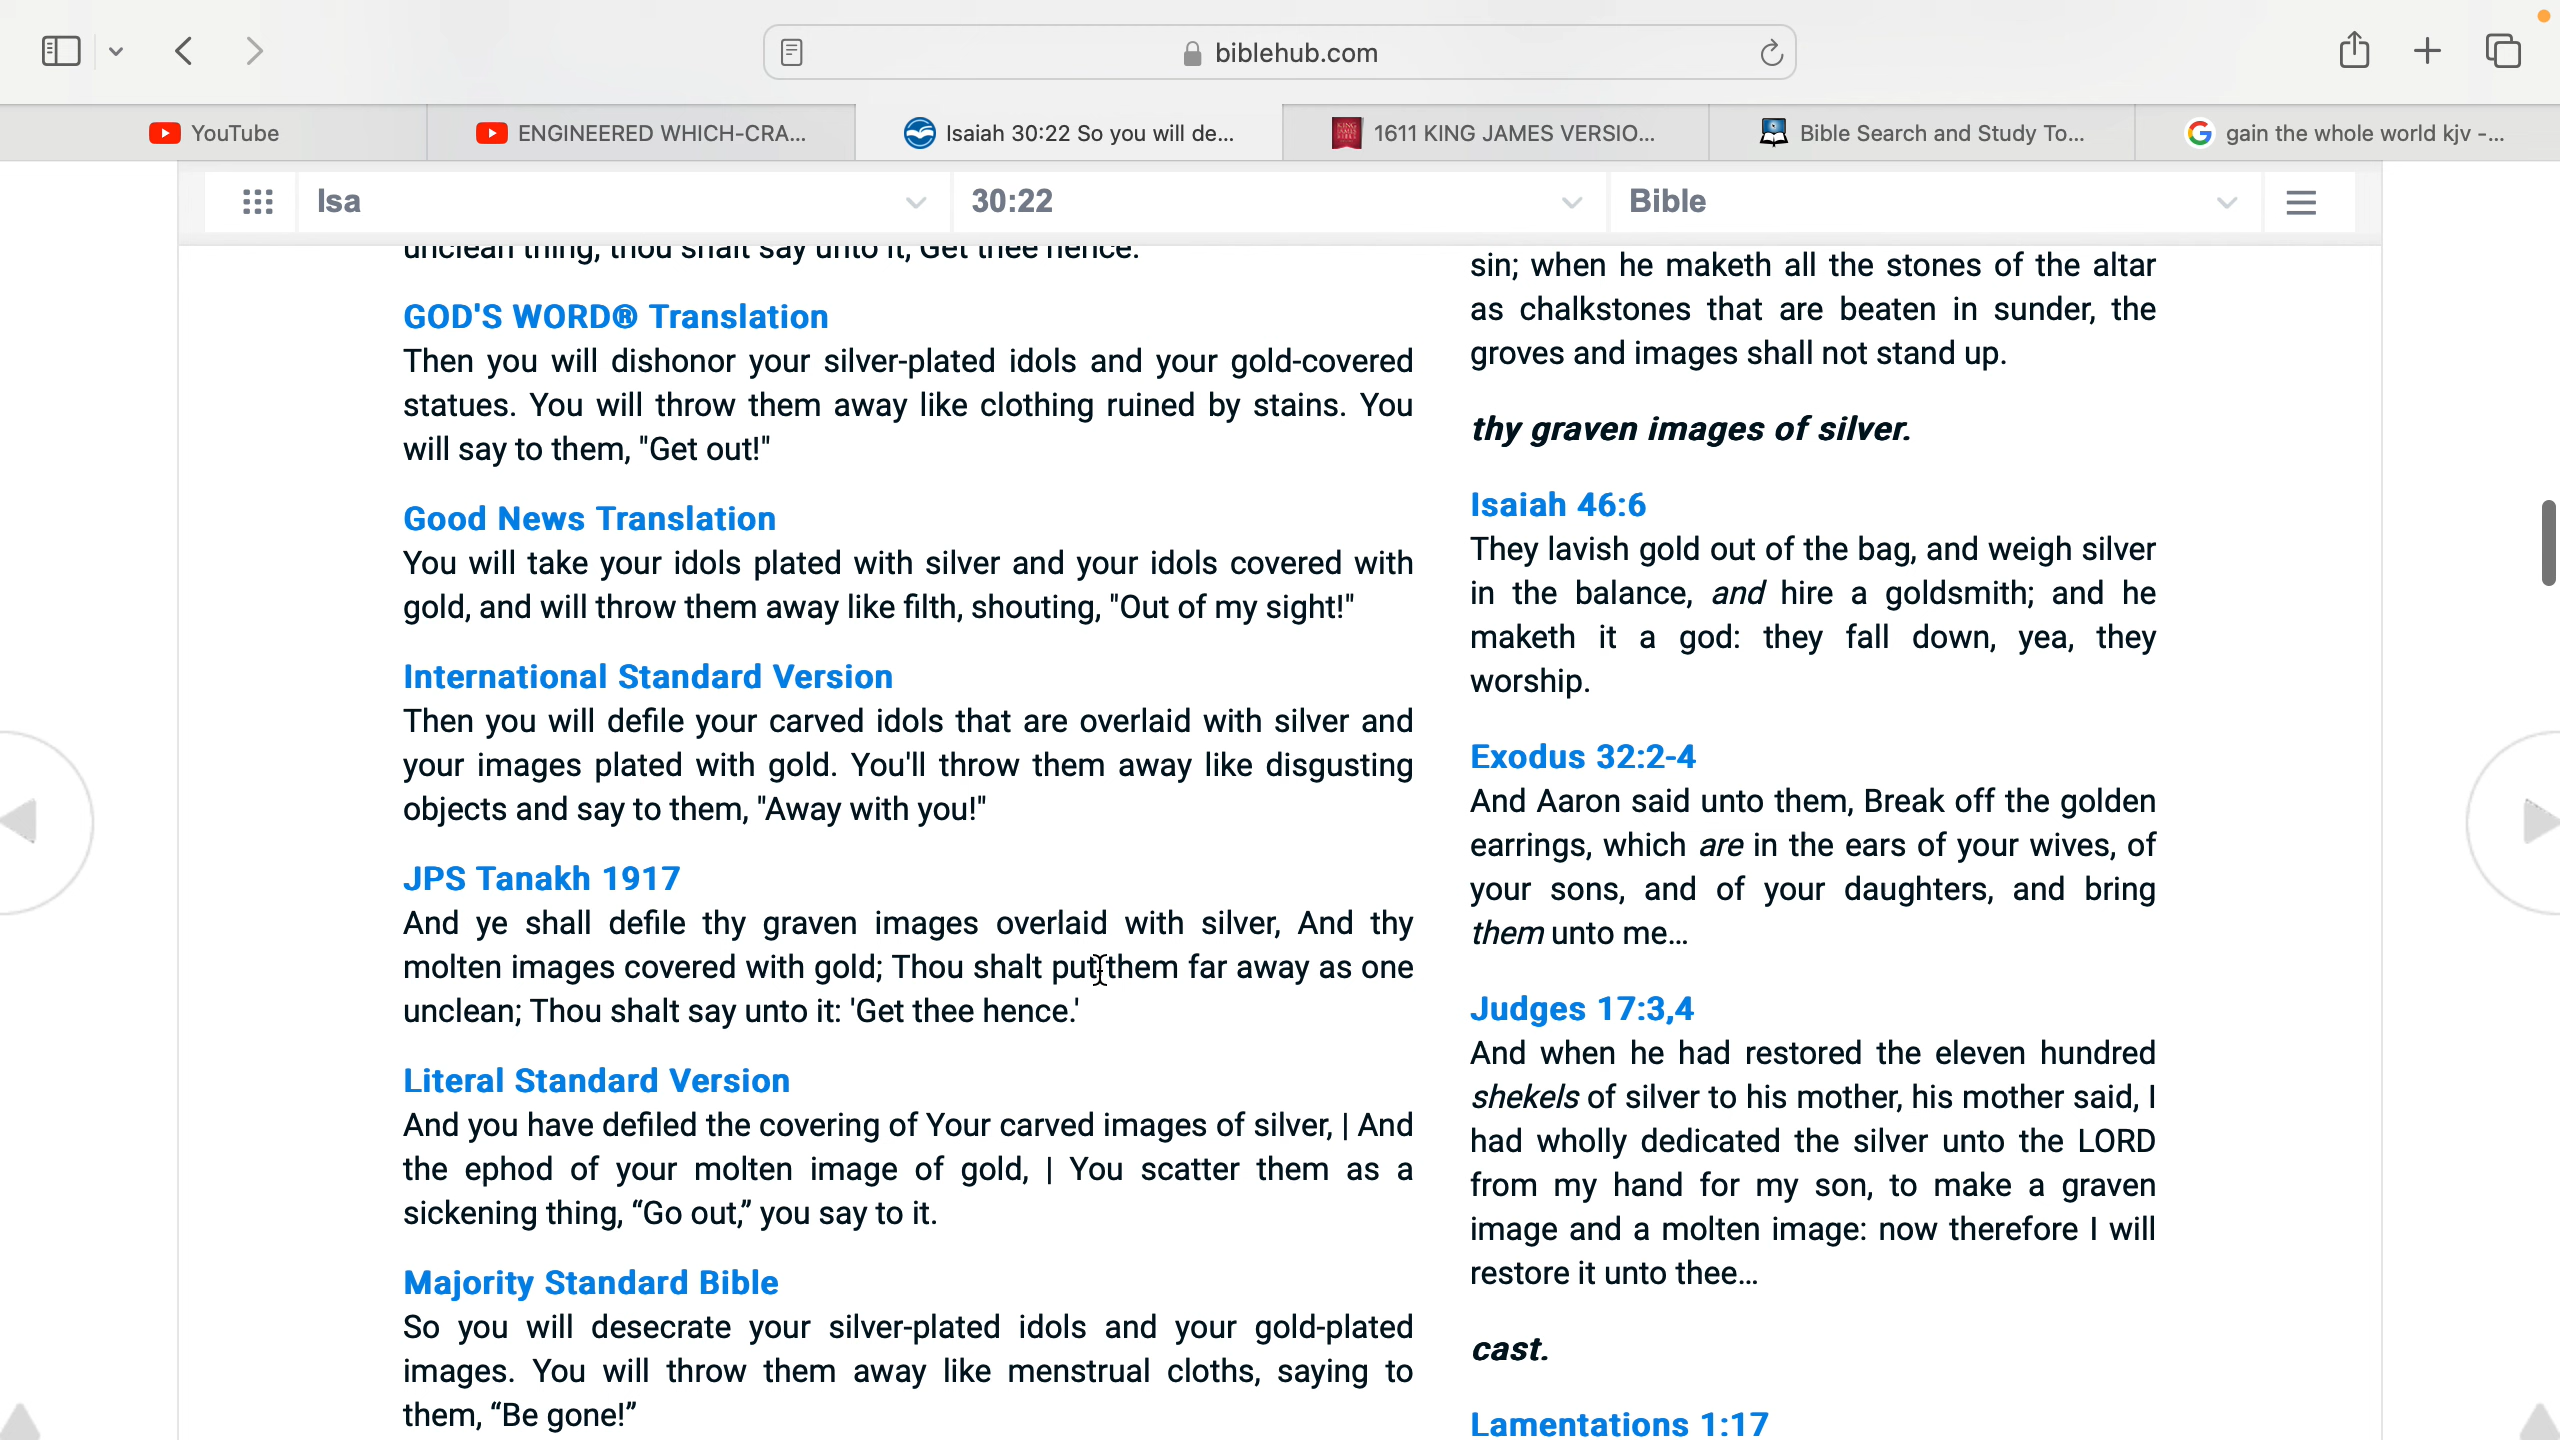 biblehub.com
YouTube
ENGINEERED WHICH-CRA...
Isaiah 30:22 So you will de...
1611 KING JAMES VERSIO...
Bible Search and Study To...
gain the whole world kjv -...
Isa
30:22
Bible
unclean thing; thou shalt say unto it, Get thee hence.
GOD'S WORD® Translation
Then you will dishonor your silver-plated idols and your gold-covered
statues. You will throw them away like clothing ruined by stains. You
will say to them, "Get out!"
Good News Translation
You will take your idols plated with silver and your idols covered with
gold, and will throw them away like filth, shouting, "Out of my sight!"
International Standard Version
Then you will defile your carved idols that are overlaid with silver and
your images plated with gold. You'll throw them away like disgusting
objects and say to them, "Away with you!"
JPS Tanakh 1917
And ye shall defile thy graven images overlaid with silver, And thy
molten images covered with gold; Thou shalt put them far away as one
unclean; Thou shalt say unto it: 'Get thee hence.'
Literal Standard Version
And you have defiled the covering of Your carved images of silver, | And
the ephod of your molten image of gold, | You scatter them as a
sickening thing, “Go out,” you say to it.
Majority Standard Bible
So you will desecrate your silver-plated idols and your gold-plated
images. You will throw them away like menstrual cloths, saying to
them, “Be gone!”
sin; when he maketh all the stones of the altar
as chalkstones that are beaten in sunder, the
groves and images shall not stand up.
thy graven images of silver.
Isaiah 46:6
They lavish gold out of the bag, and weigh silver
in the balance, and hire a goldsmith; and he
maketh it a god: they fall down, yea, they
worship.
Exodus 32:2-4
And Aaron said unto them, Break off the golden
earrings, which are in the ears of your wives, of
your sons, and of your daughters, and bring
them unto me...
Judges 17:3,4
And when he had restored the eleven hundred
shekels of silver to his mother, his mother said, I
had wholly dedicated the silver unto the LORD
from my hand for my son, to make a graven
image and a molten image: now therefore I will
restore it unto thee...
cast.
Lamentations 1:17